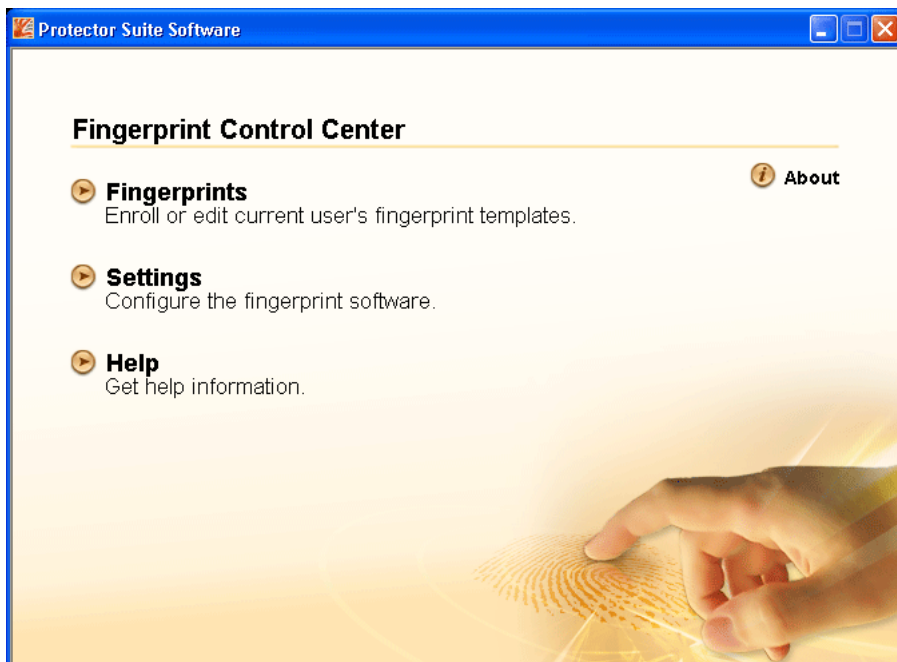 Protector Suite Software
Fingerprint Control Center
About
Fingerprints
Enroll or edit current user's fingerprint templates.
Settings
Configure the fingerprint software.
Help
Get help information.